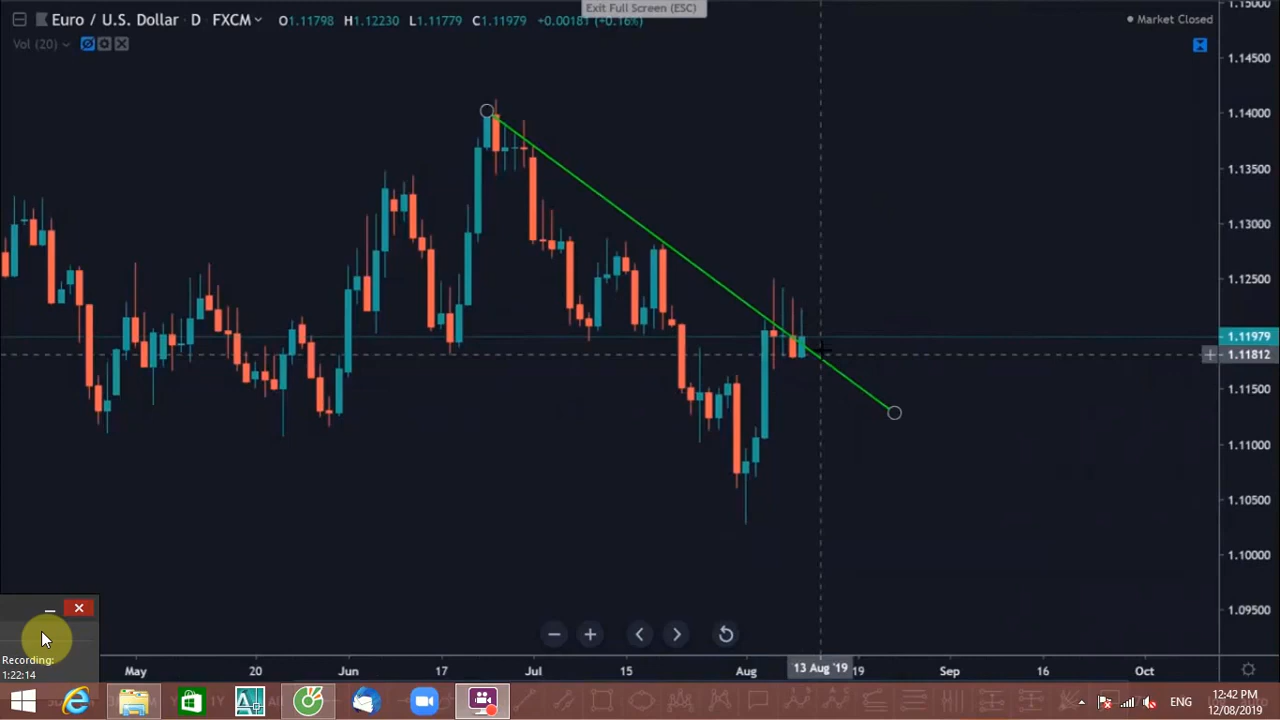 Exit Full Screen (ESC)
Euro / U.S. Dollar D FXCM O1.11798 H1.12230 L1.11779 C1.11979 +0.00181 (+0.16%)
Market Closed
Vol (20)
1.15000
1.14500
1.14000
1.13500
1.13000
1.12500
1.11979
1.11812
1.11500
1.11000
1.10500
1.10000
1.09500
Recording:
1:22:14
May 20 Jun 17 Jul 15 Aug 13 Aug '19 19 Sep 16 Oct
ENG
12:42 PM
12/08/2019